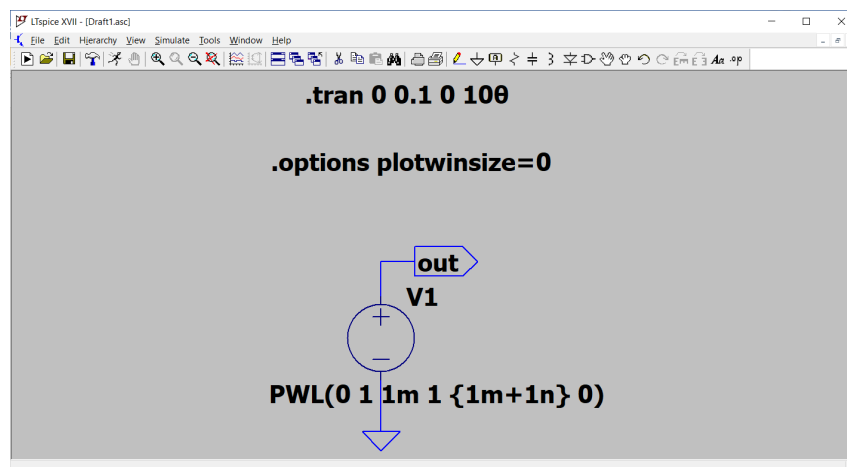 LTspice XVII - [Draft1.asc]
File Edit Hierarchy View Simulate Tools Window Help
.tran 0 0.1 0 10θ
.options plotwinsize=0
out
V1
PWL(0 1 1m 1 {1m+1n} 0)